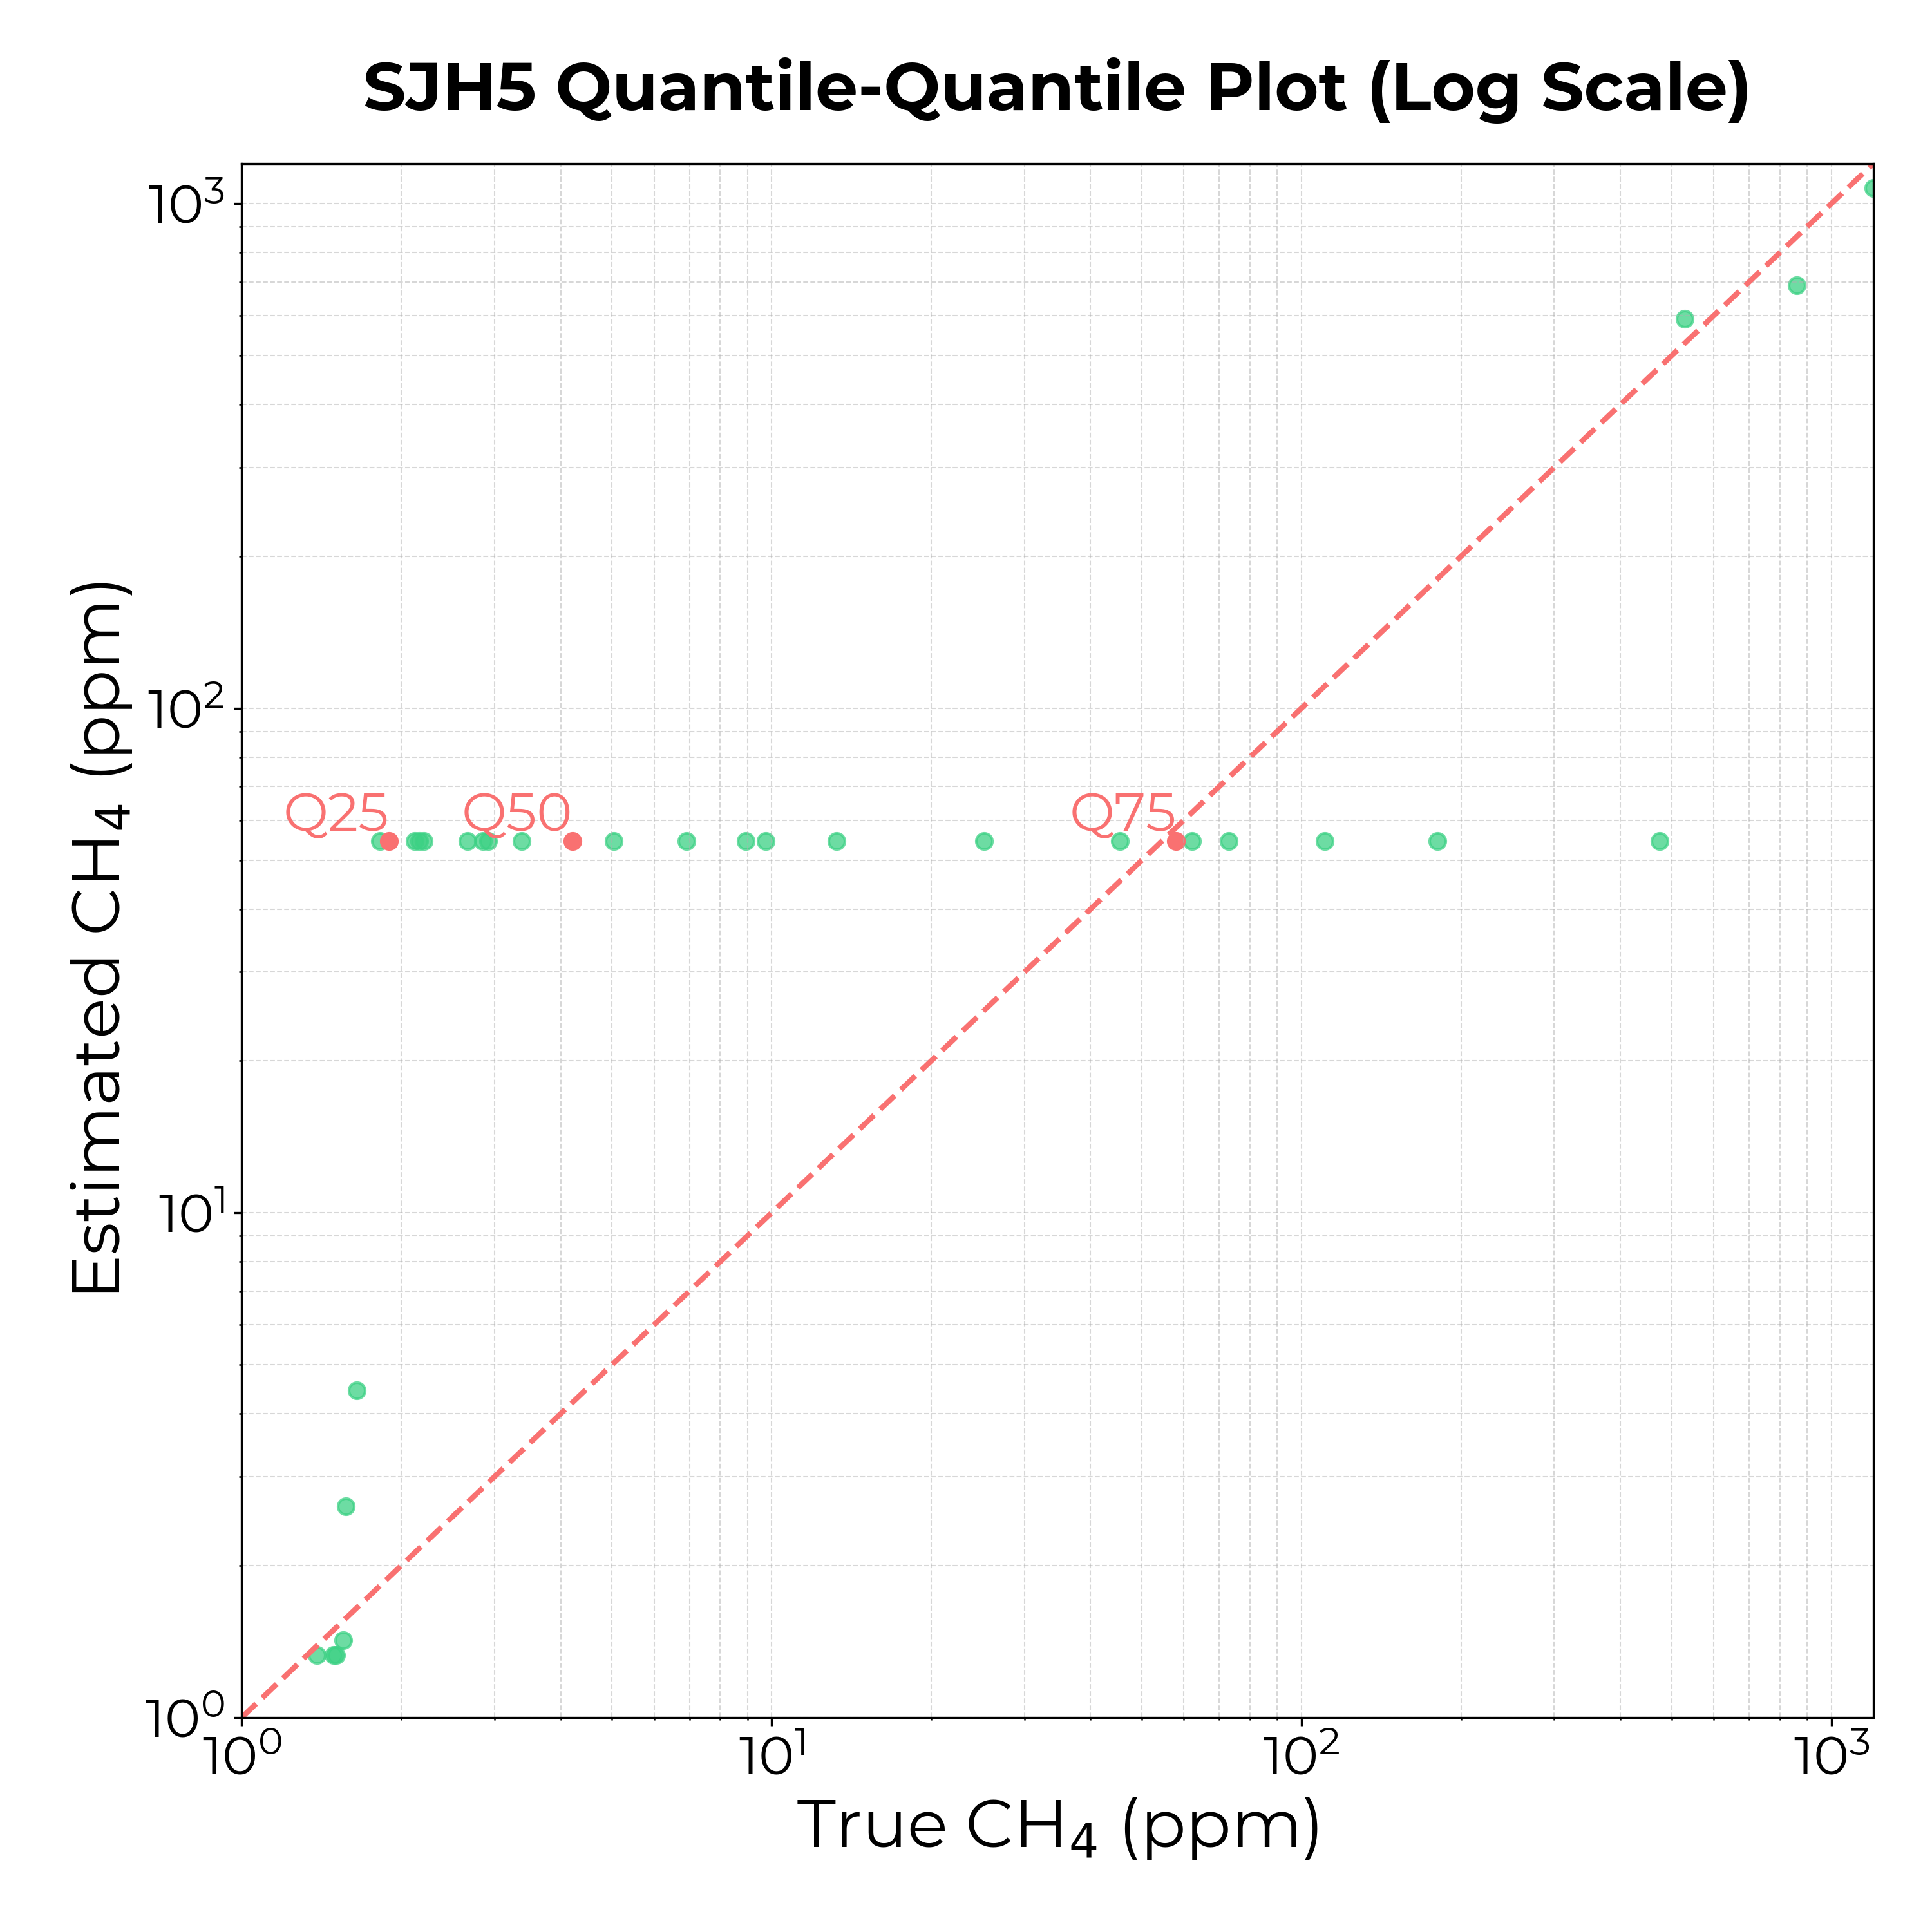 SJH5 Quantile-Quantile Plot (Log Scale)
Estimated CH₄ (ppm)
10³
10²
10¹
10⁰
Q25
Q50
Q75
10⁰
10¹
10²
10³
True CH₄ (ppm)